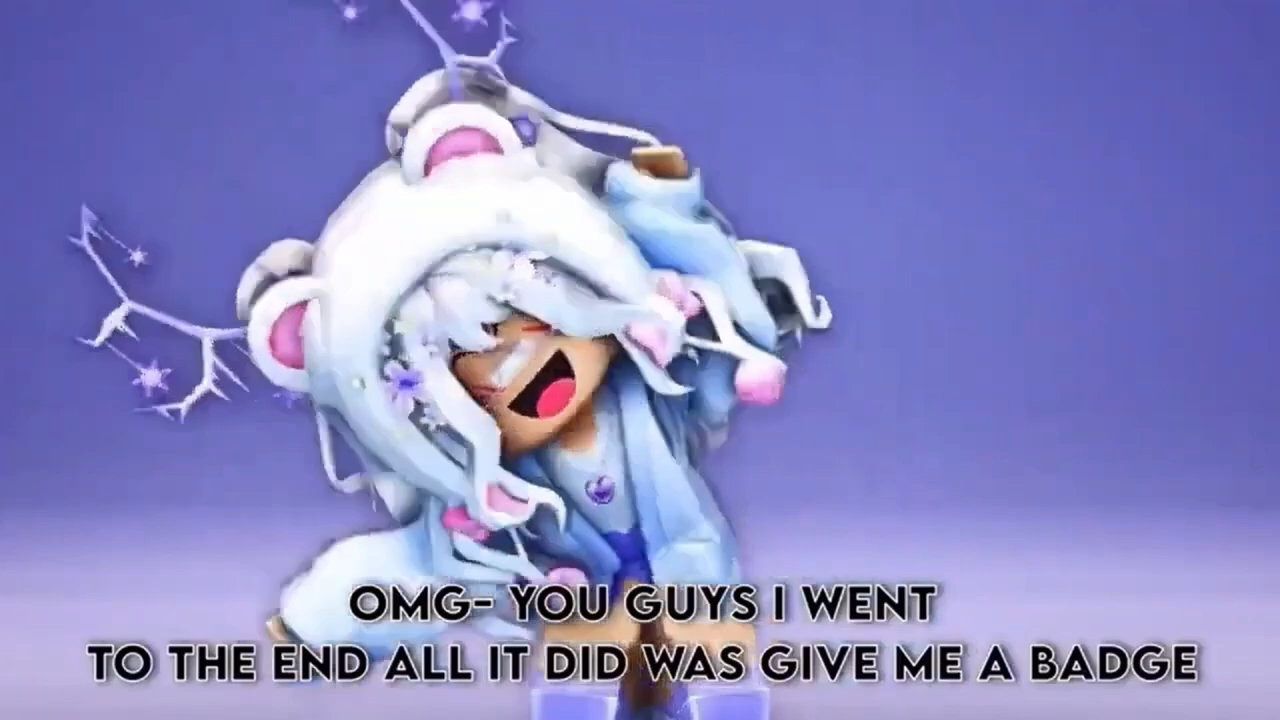 OMG- YOU GUYS I WENT
TO THE END ALL IT DID WAS GIVE ME A BADGE